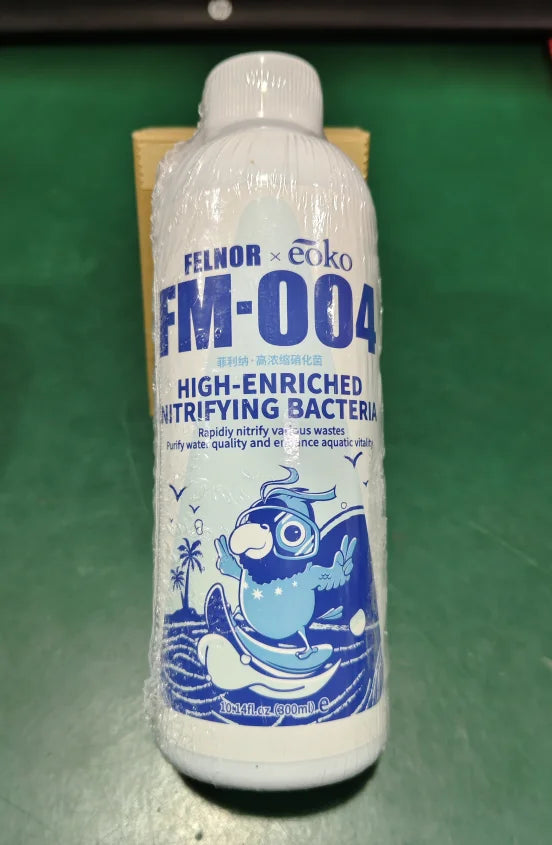 FELNOR × eōko
FM-004
菲利纳·高浓缩硝化菌
HIGH-ENRICHED
NITRIFYING BACTERIA
Rapidiy nitrify various wastes
Purify water quality and enhance aquatic vitality
10.14fl.oz (300ml) e